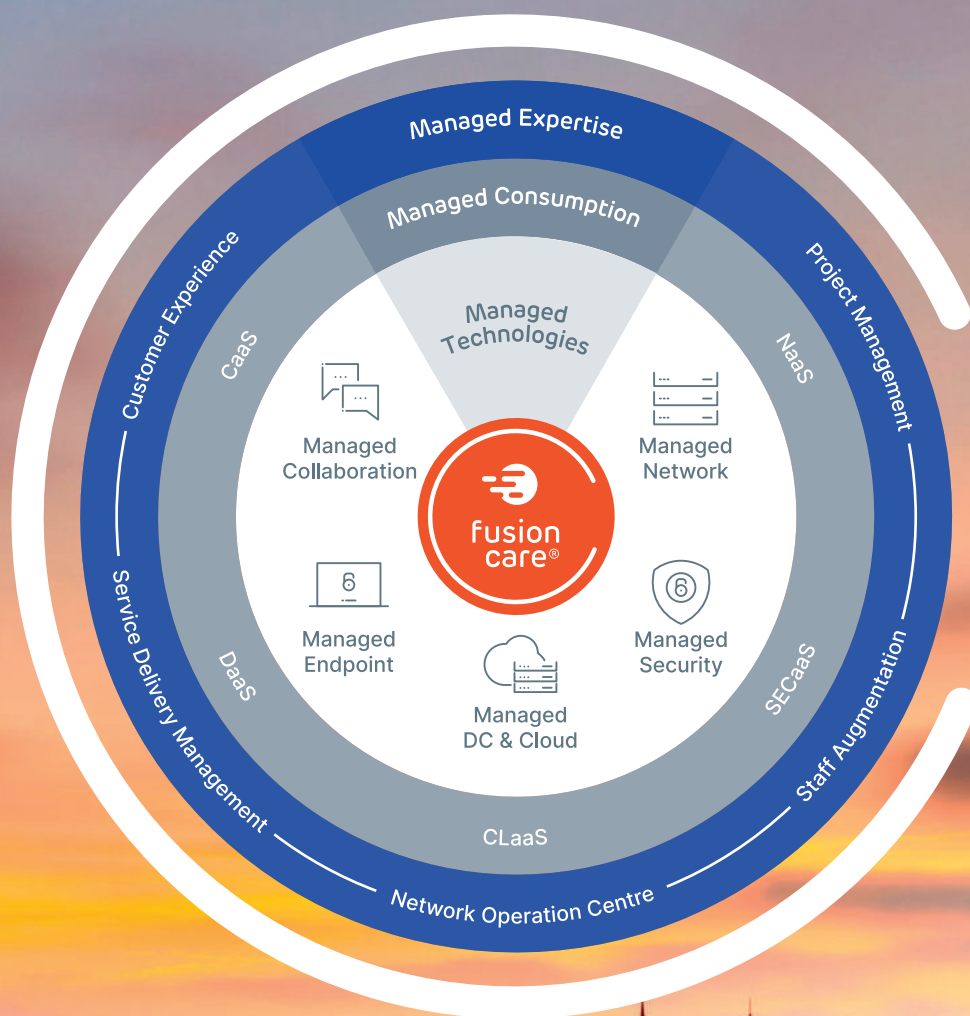 Managed Expertise
Managed Consumption
Managed
Technologies
Customer Experience
Project Management
CaaS
NaaS
Managed
Collaboration
Managed
Network
fusion
care®
Managed
Endpoint
Managed
Security
Managed
DC & Cloud
DaaS
SECaaS
CLaaS
Service Delivery Management
Staff Augmentation
Network Operation Centre